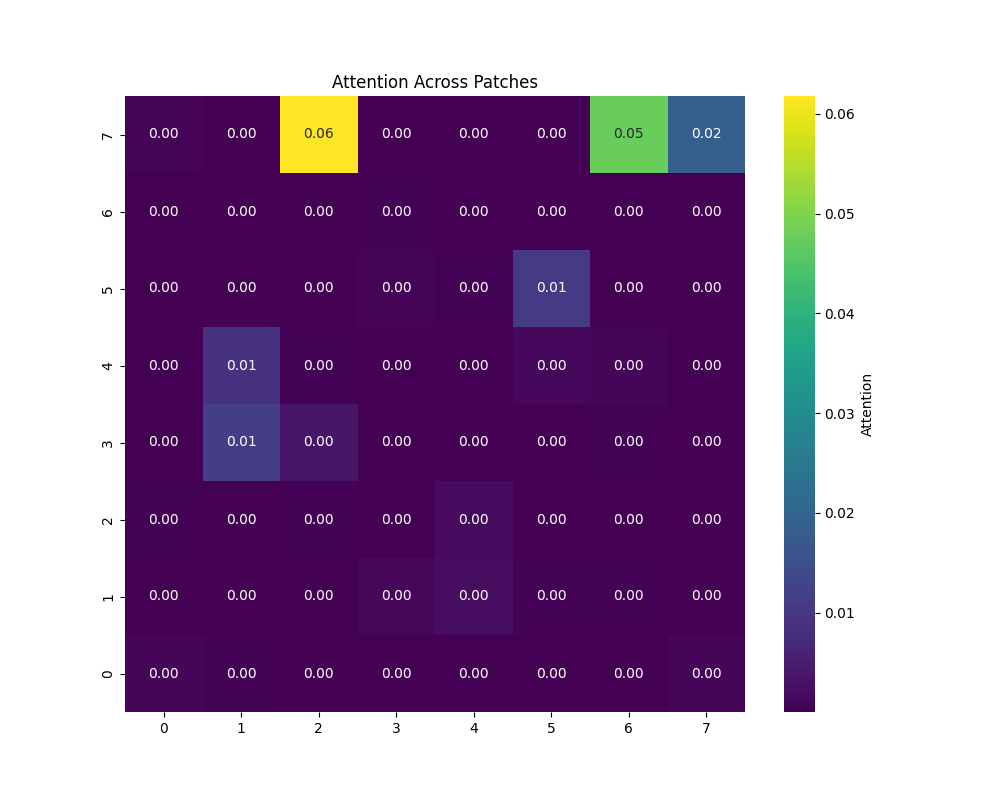 Attention Across Patches
7 0.00 0.00 0.06 0.00 0.00 0.00 0.05 0.02
6 0.00 0.00 0.00 0.00 0.00 0.00 0.00 0.00
5 0.00 0.00 0.00 0.00 0.00 0.01 0.00 0.00
4 0.00 0.01 0.00 0.00 0.00 0.00 0.00 0.00
3 0.00 0.01 0.00 0.00 0.00 0.00 0.00 0.00
2 0.00 0.00 0.00 0.00 0.00 0.00 0.00 0.00
1 0.00 0.00 0.00 0.00 0.00 0.00 0.00 0.00
0 0.00 0.00 0.00 0.00 0.00 0.00 0.00 0.00
0 1 2 3 4 5 6 7
0.06
0.05
0.04
0.03
0.02
0.01
Attention